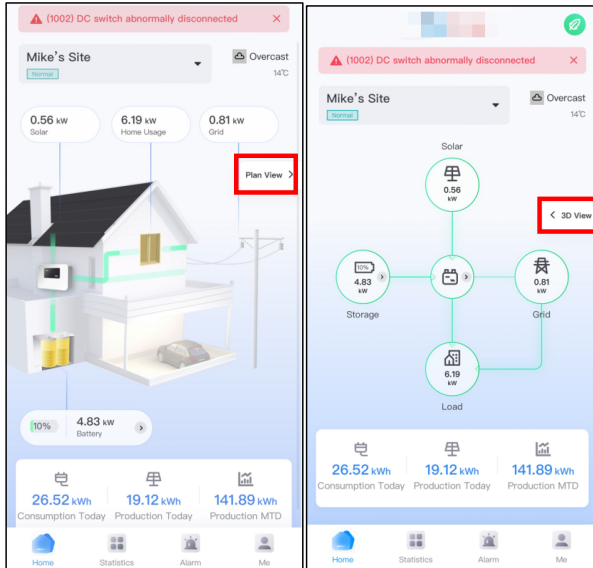 (1002) DC switch abnormally disconnected
Mike's Site
Normal
Overcast
14℃
0.56 kW
Solar
6.19 kW
Home Usage
0.81 kW
Grid
Plan View
10%
4.83 kW
Battery
26.52 kWh
Consumption Today
19.12 kWh
Production Today
141.89 kWh
Production MTD
Home
Statistics
Alarm
Me
(1002) DC switch abnormally disconnected
Mike's Site
Normal
Overcast
14℃
Solar
0.56
kW
3D View
10%
4.83
kW
Storage
0.81
kW
Grid
6.19
kW
Load
26.52 kWh
Consumption Today
19.12 kWh
Production Today
141.89 kWh
Production MTD
Home
Statistics
Alarm
Me